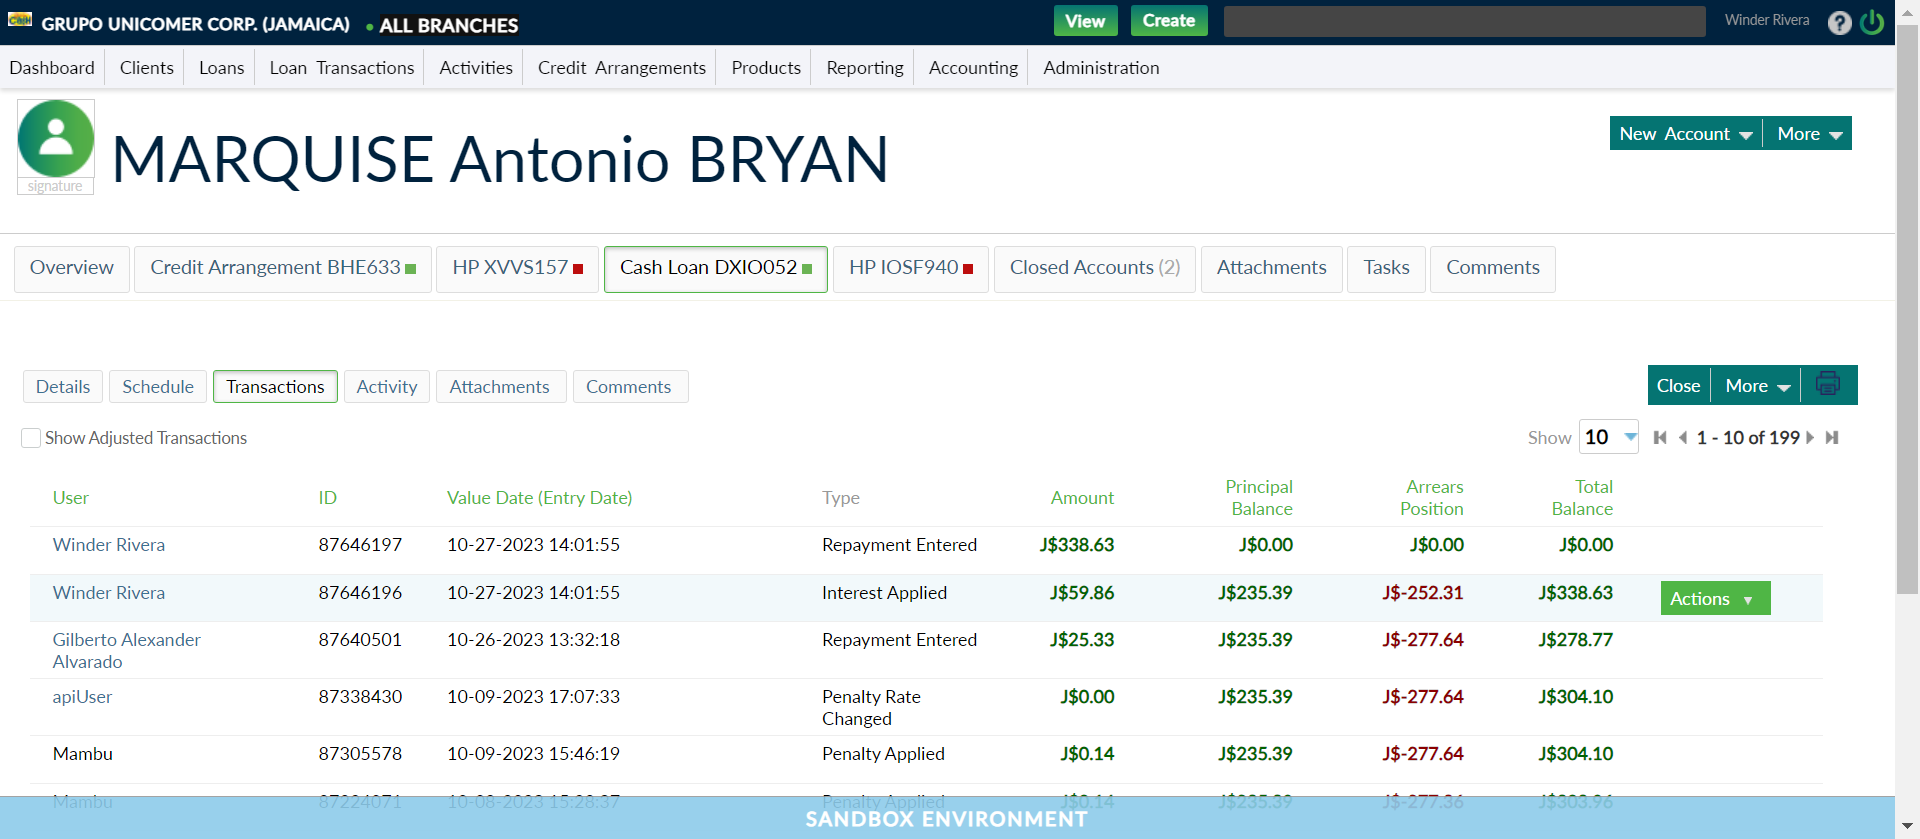 Cash GRUPO UNICOMER CORP. (JAMAICA) • ALL BRANCHES View Create Winder Rivera ?
Dashboard Clients Loans Loan Transactions Activities Credit Arrangements Products Reporting Accounting Administration
signature
MARQUISE Antonio BRYAN
New Account More
Overview Credit Arrangement BHE633 HP XVVS157 Cash Loan DXIO052 HP IOSF940 Closed Accounts (2) Attachments Tasks Comments
Details Schedule Transactions Activity Attachments Comments
Close More
Show Adjusted Transactions
Show 10 1 - 10 of 199
User ID Value Date (Entry Date) Type Amount Principal Balance Arrears Position Total Balance
Winder Rivera 87646197 10-27-2023 14:01:55 Repayment Entered J$338.63 J$0.00 J$0.00 J$0.00
Winder Rivera 87646196 10-27-2023 14:01:55 Interest Applied J$59.86 J$235.39 J$-252.31 J$338.63 Actions
Gilberto Alexander Alvarado 87640501 10-26-2023 13:32:18 Repayment Entered J$25.33 J$235.39 J$-277.64 J$278.77
apiUser 87338430 10-09-2023 17:07:33 Penalty Rate Changed J$0.00 J$235.39 J$-277.64 J$304.10
Mambu 87305578 10-09-2023 15:46:19 Penalty Applied J$0.14 J$235.39 J$-277.64 J$304.10
Mambu 87224071 10-08-2023 15:28:37 Penalty Applied J$0.14 J$235.39 J$-277.36 J$303.96
SANDBOX ENVIRONMENT